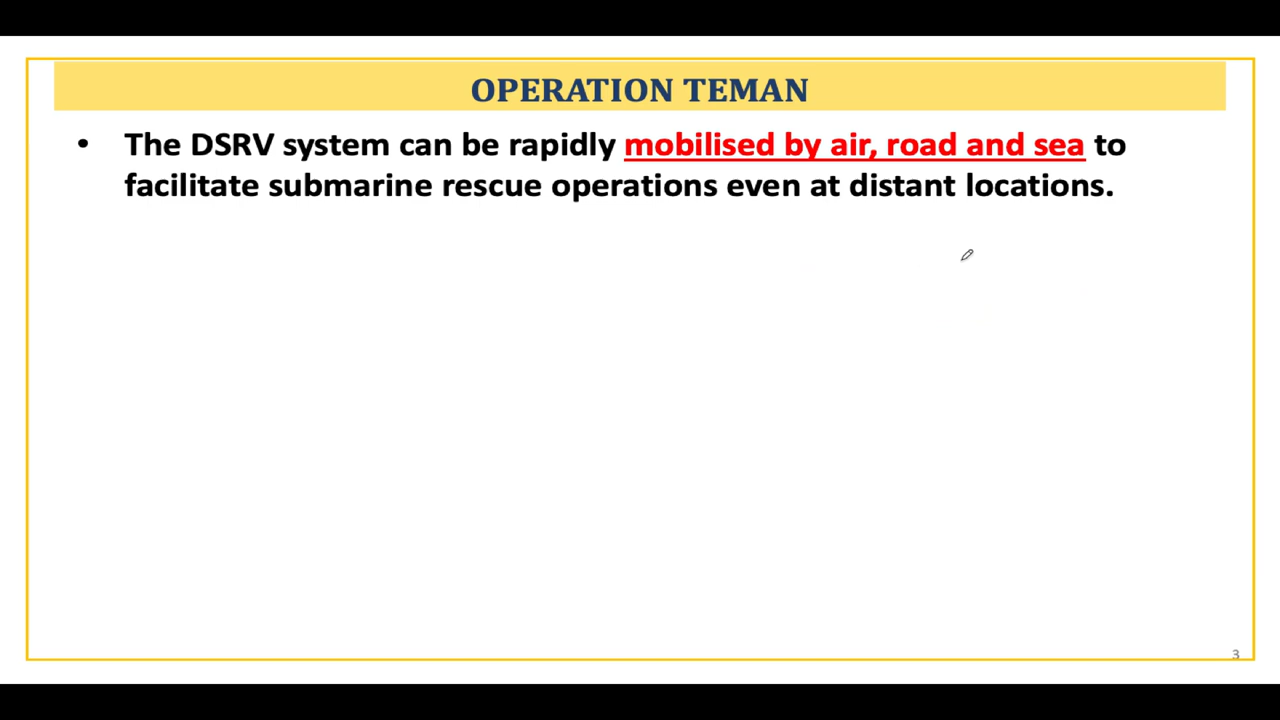 OPERATION TEMAN
• The DSRV system can be rapidly mobilised by air, road and sea to
facilitate submarine rescue operations even at distant locations.
3